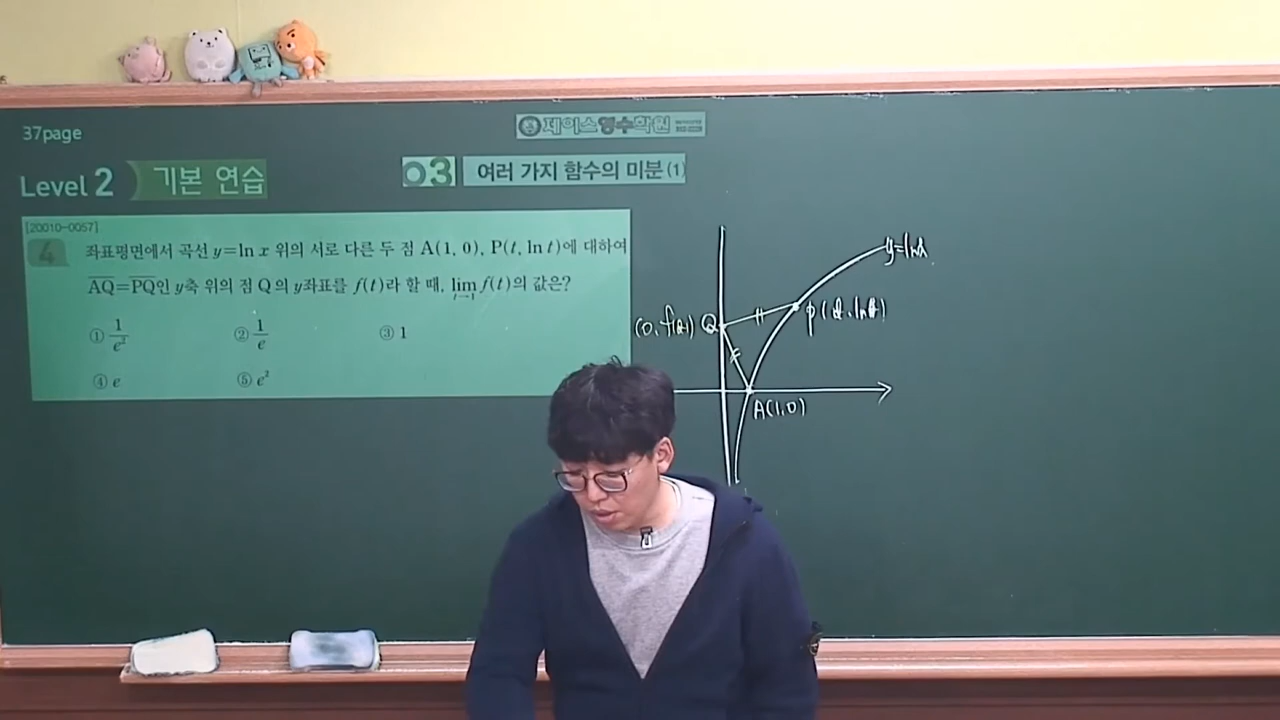 37page
제이스영수학원
Level 2 기본 연습
03 여러 가지 함수의 미분 (1)
[20010-0057]
4
좌표평면에서 곡선 y=ln x 위의 서로 다른 두 점 A(1, 0), P(t, ln t)에 대하여
AQ=PQ인 y축 위의 점 Q의 y좌표를 f(t)라 할 때, lim t→1 f(t)의 값은?
① 1/e² ② 1/e ③ 1
④ e ⑤ e²
y=lnx
P(t, lnt)
(0, f(t)) Q
A(1,0)